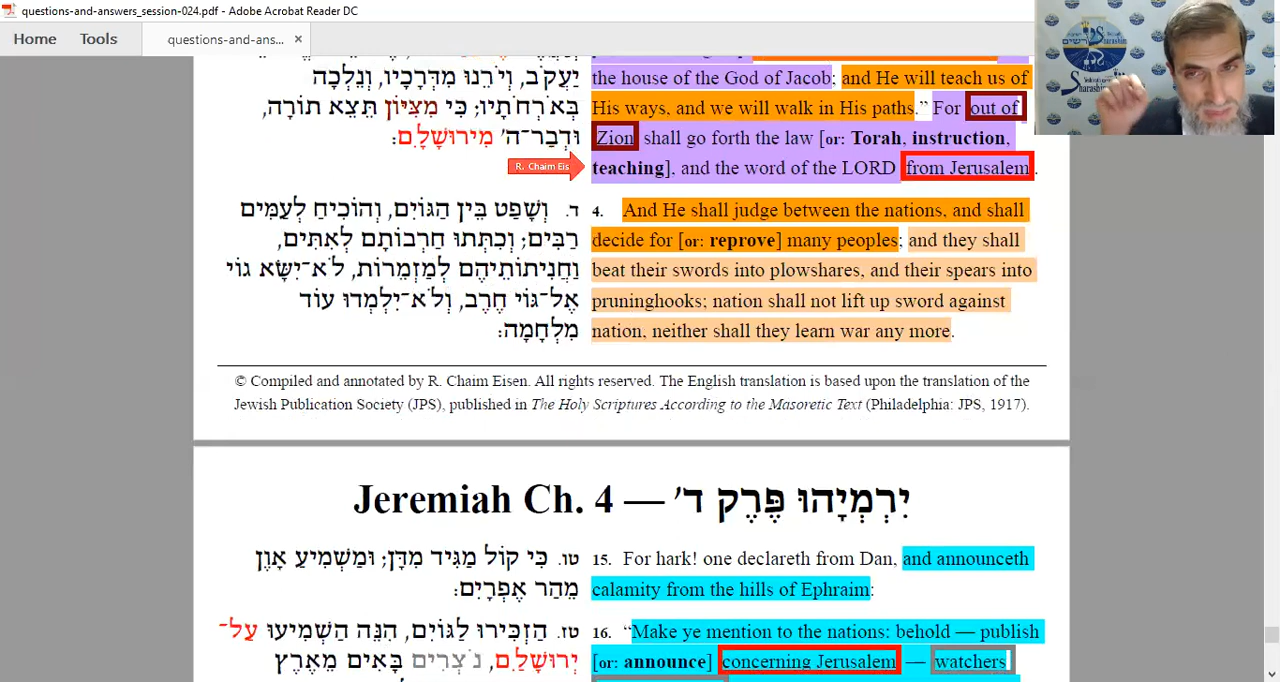 questions-and-answers_session-024.pdf - Adobe Acrobat Reader DC
Home Tools questions-and-ans... ×
יַעֲקֹב, וְיֹרֵנוּ מִדְּרָכָיו, וְנֵלְכָה
בְּאֹרְחֹתָיו; כִּי מִצִּיּוֹן תֵּצֵא תוֹרָה,
וּדְבַר־ה׳ מִירוּשָׁלָ‍ִם:
the house of the God of Jacob; and He will teach us of
His ways, and we will walk in His paths.” For out of
Zion shall go forth the law [or: Torah, instruction,
teaching], and the word of the LORD from Jerusalem.
R. Chaim Eis
ד. וְשָׁפַט בֵּין הַגּוֹיִם, וְהוֹכִיחַ לְעַמִּים
רַבִּים; וְכִתְּתוּ חַרְבוֹתָם לְאִתִּים,
וַחֲנִיתוֹתֵיהֶם לְמַזְמֵרוֹת, לֹא־יִשָּׂא גוֹי
אֶל־גּוֹי חֶרֶב, וְלֹא־יִלְמְדוּ עוֹד
מִלְחָמָה:
4. And He shall judge between the nations, and shall
decide for [or: reprove] many peoples; and they shall
beat their swords into plowshares, and their spears into
pruninghooks; nation shall not lift up sword against
nation, neither shall they learn war any more.
© Compiled and annotated by R. Chaim Eisen. All rights reserved. The English translation is based upon the translation of the
Jewish Publication Society (JPS), published in The Holy Scriptures According to the Masoretic Text (Philadelphia: JPS, 1917).
Jeremiah Ch. 4 — יִרְמְיָהוּ פֶּרֶק ד׳
טו. כִּי קוֹל מַגִּיד מִדָּן; וּמַשְׁמִיעַ אָוֶן
מֵהַר אֶפְרָיִם:
15. For hark! one declareth from Dan, and announceth
calamity from the hills of Ephraim:
טז. הַזְכִּירוּ לַגּוֹיִם, הִנֵּה הַשְׁמִיעוּ עַל־
יְרוּשָׁלַ‍ִם, נֹצְרִים בָּאִים מֵאֶרֶץ
16. “Make ye mention to the nations: behold — publish
[or: announce] concerning Jerusalem — watchers